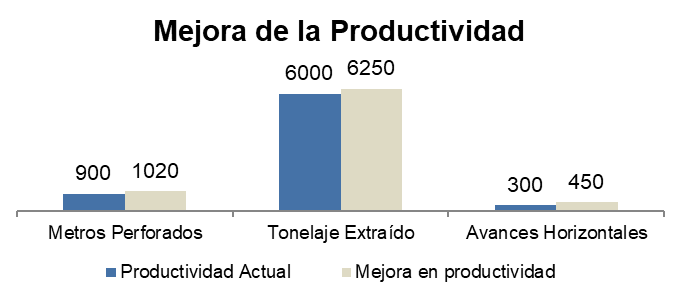 Mejora de la Productividad
6000 6250
900 1020
300 450
Metros Perforados Tonelaje Extraído Avances Horizontales
Productividad Actual Mejora en productividad